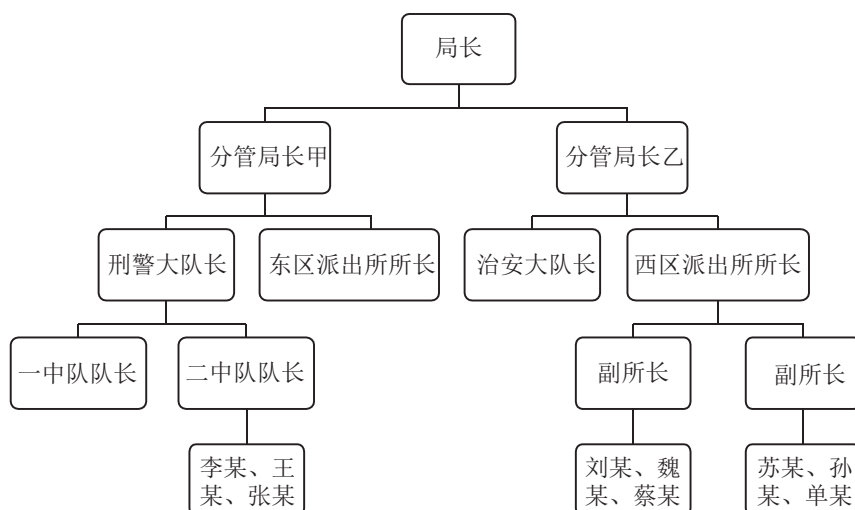 局长
分管局长甲
分管局长乙
刑警大队长
东区派出所所长
治安大队长
西区派出所所长
一中队队长
二中队队长
副所长
副所长
李某、王
某、张某
刘某、魏
某、蔡某
苏某、孙
某、单某